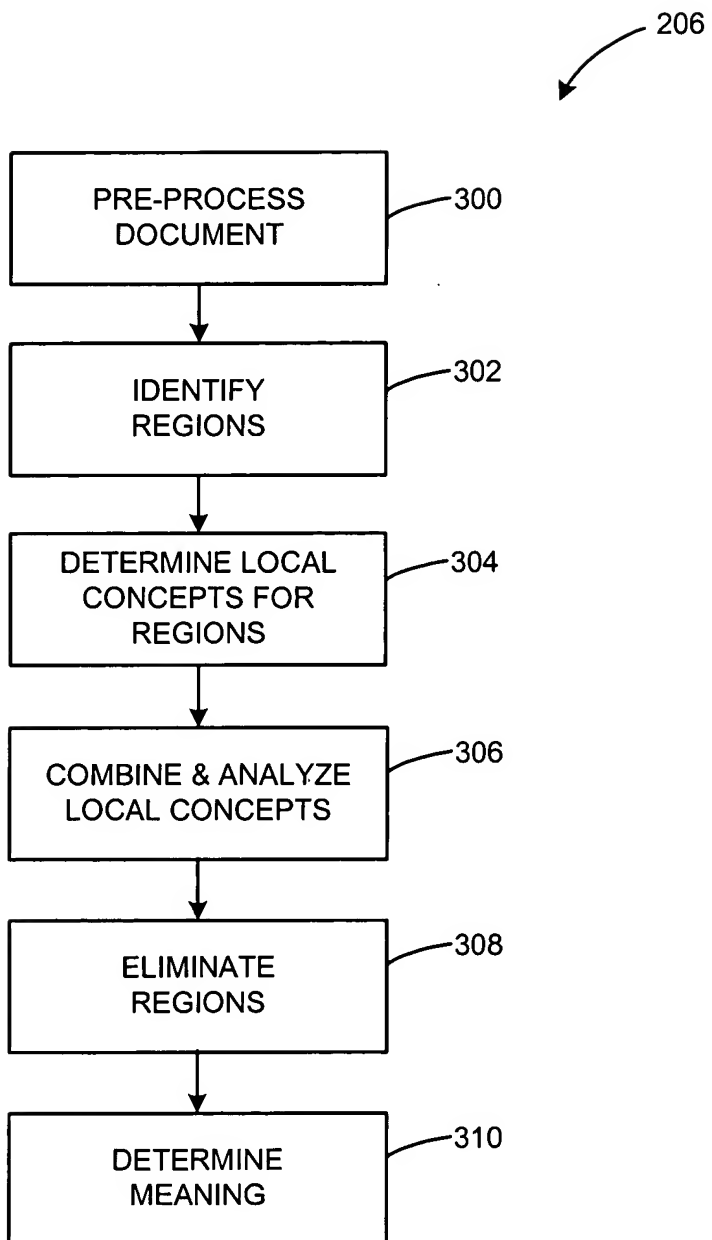 206
PRE-PROCESS
DOCUMENT
300
IDENTIFY
REGIONS
302
DETERMINE LOCAL
CONCEPTS FOR
REGIONS
304
COMBINE & ANALYZE
LOCAL CONCEPTS
306
ELIMINATE
REGIONS
308
DETERMINE
MEANING
310